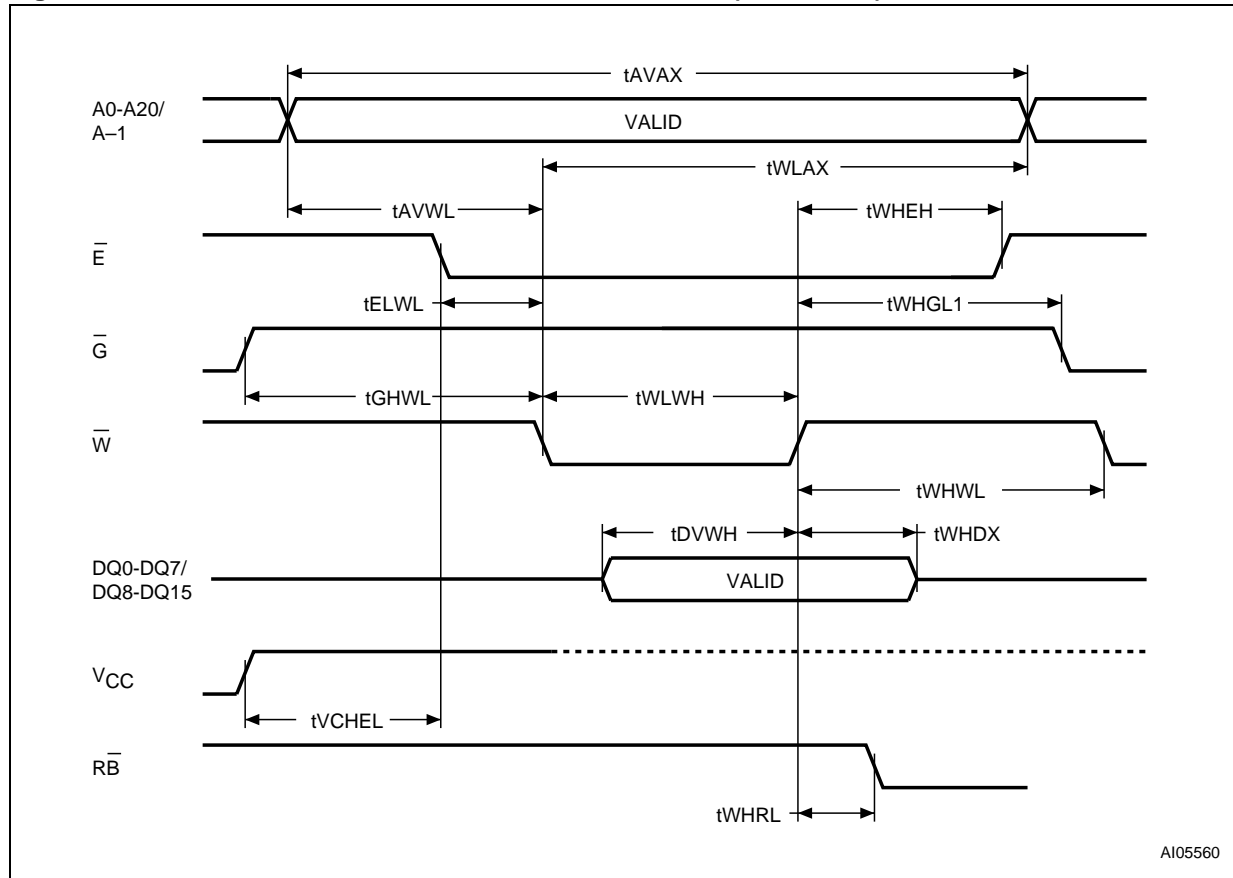 tAVAX
A0-A20/
A–1
VALID
tWLAX
tAVWL
tWHEH
E̅
tELWL
tWHGL1
G̅
tGHWL
tWLWH
W̅
tWHWL
tDVWH
tWHDX
DQ0-DQ7/
DQ8-DQ15
VALID
VCC
tVCHEL
RB̅
tWHRL
AI05560